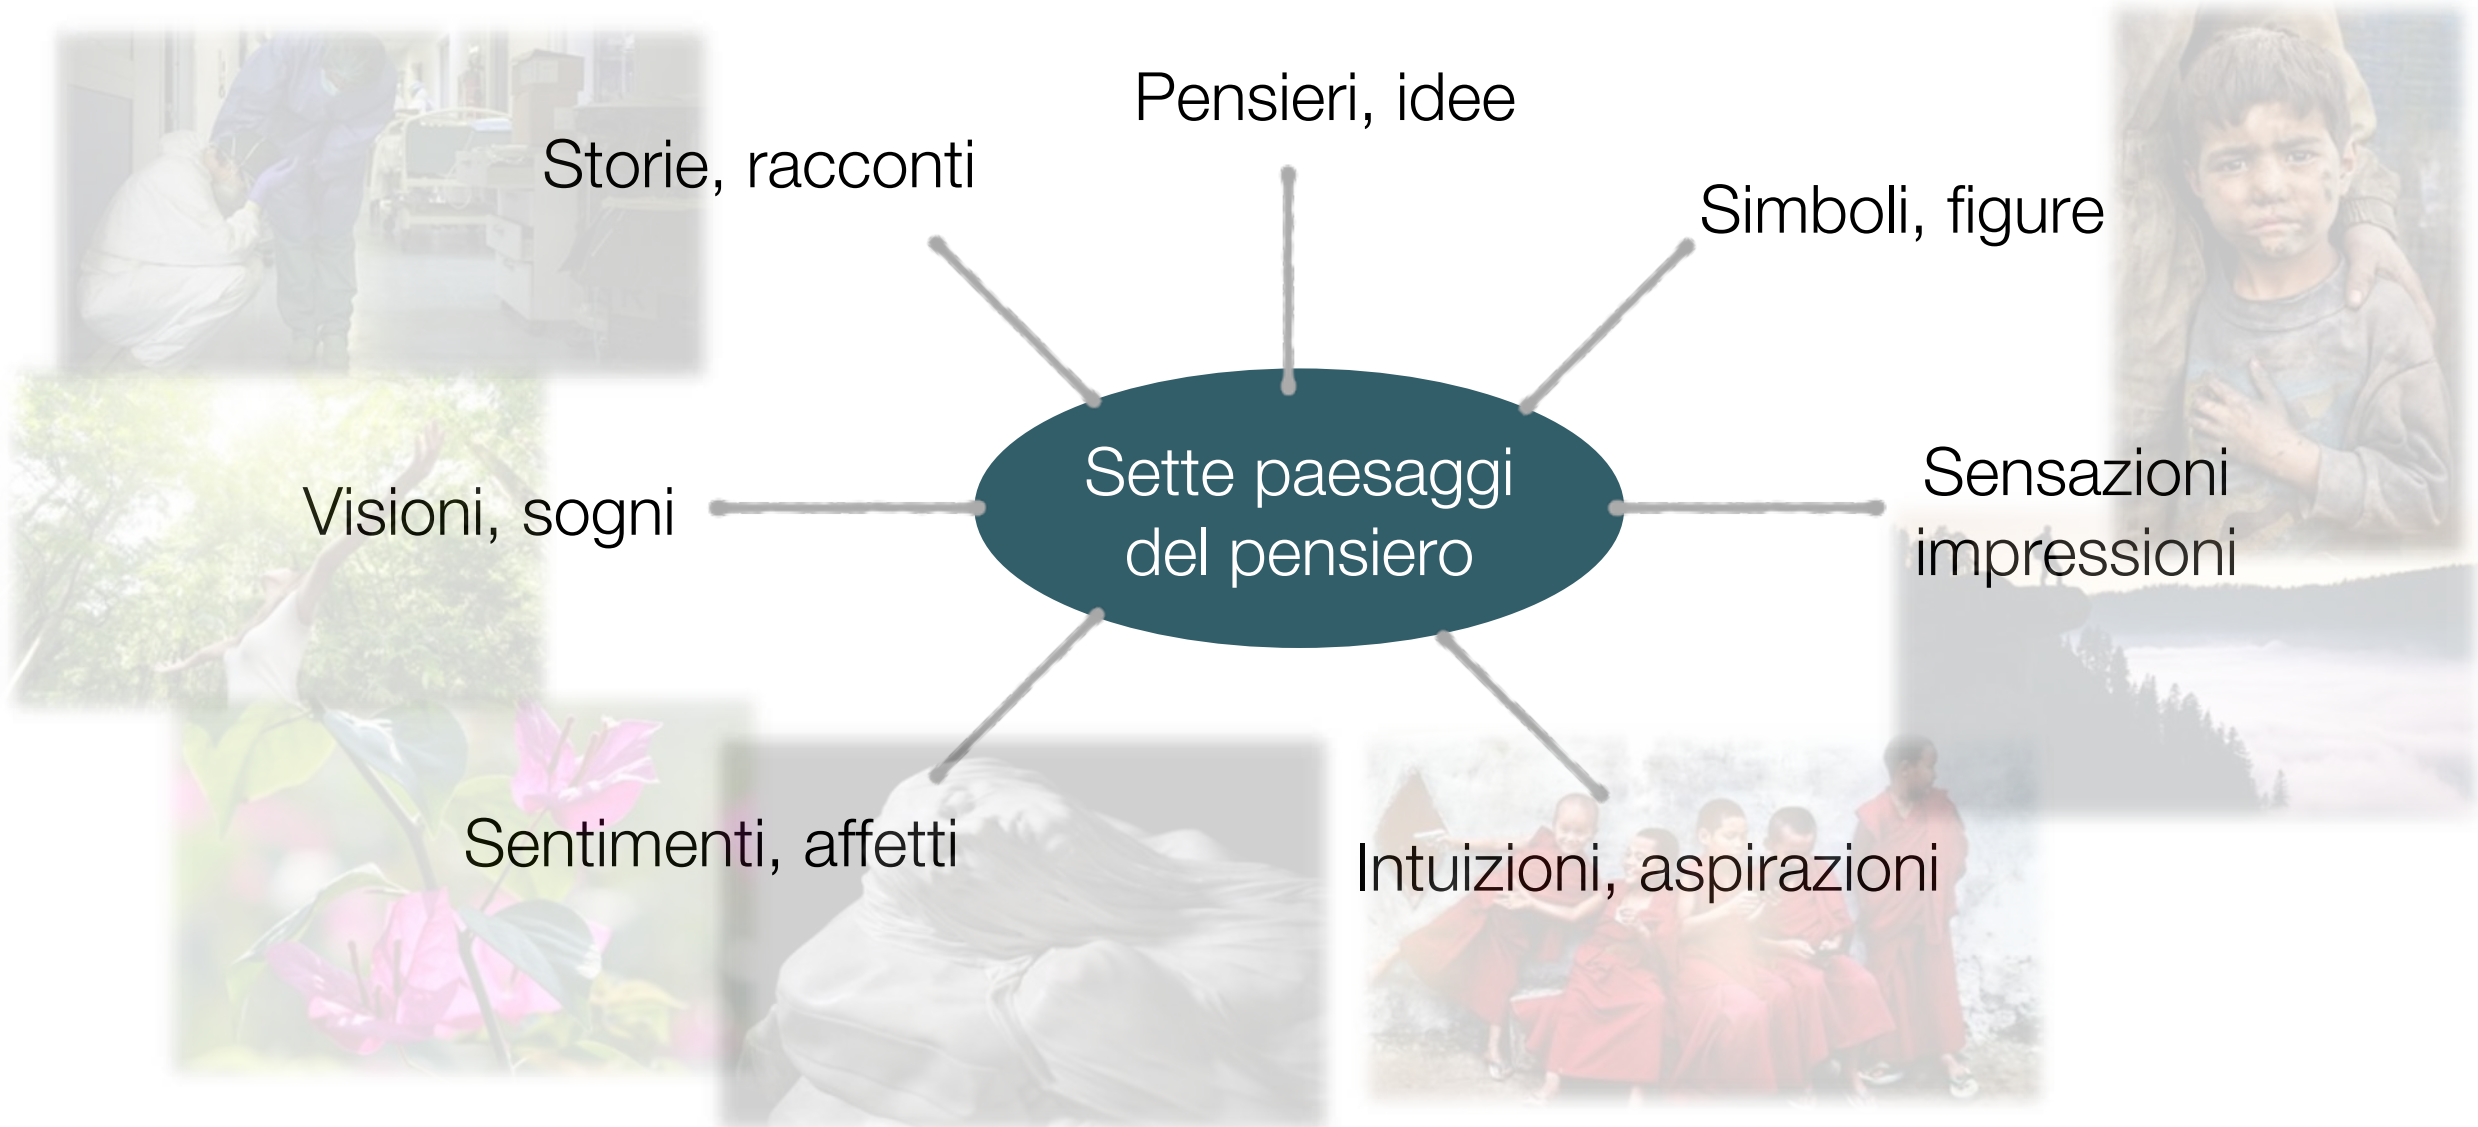 Pensieri, idee
Storie, racconti
Simboli, figure
Sette paesaggi
del pensiero
Sensazioni
impressioni
Visioni, sogni
Sentimenti, affetti
Intuizioni, aspirazioni